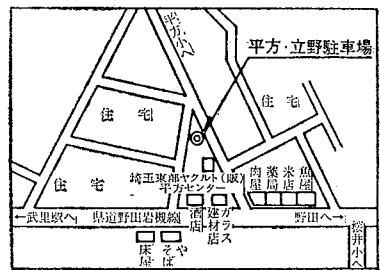 平方小へ
平方・立野駐車場
住宅
住宅
住宅
埼玉東部ヤクルト(販)
平方センター
肉屋
薬局
米店
魚屋
酒店
建材店
ガラス
←武里駅へ
県道野田岩槻線
野田へ→
床屋
そばや
桜井小へ